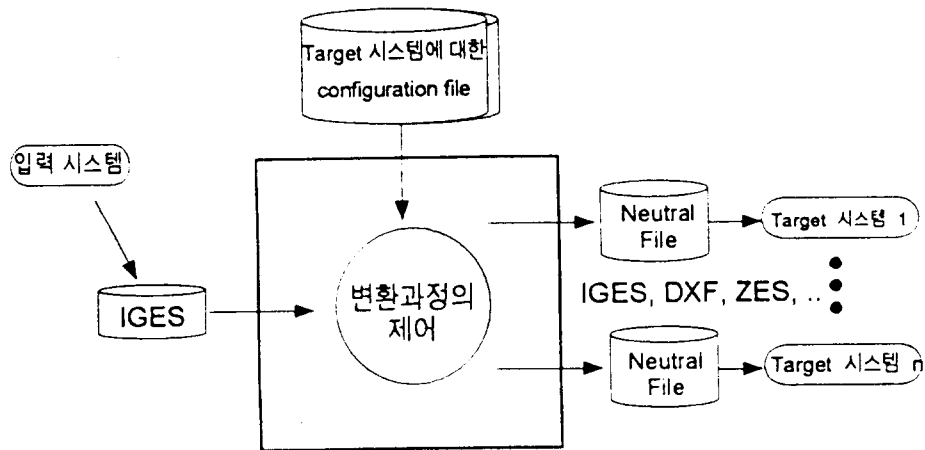 Target 시스템에 대한
configuration file
입력 시스템
IGES
변환과정의
제어
Neutral
File
Target 시스템 1
IGES, DXF, ZES, ..
Neutral
File
Target 시스템 n